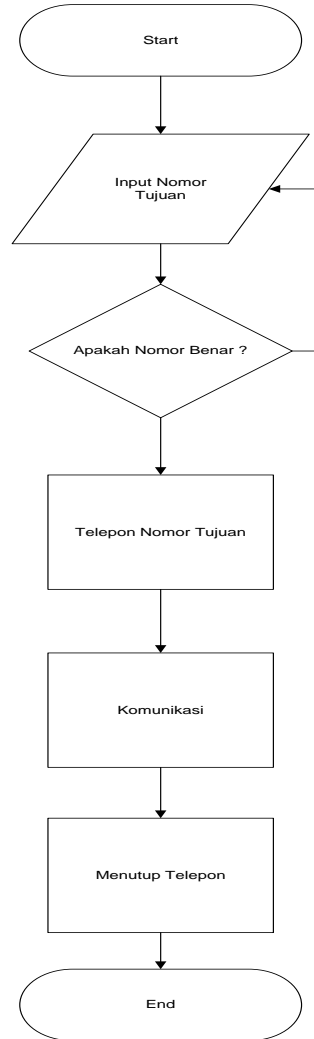 Start
Input Nomor
Tujuan
Apakah Nomor Benar ?
Telepon Nomor Tujuan
Komunikasi
Menutup Telepon
End